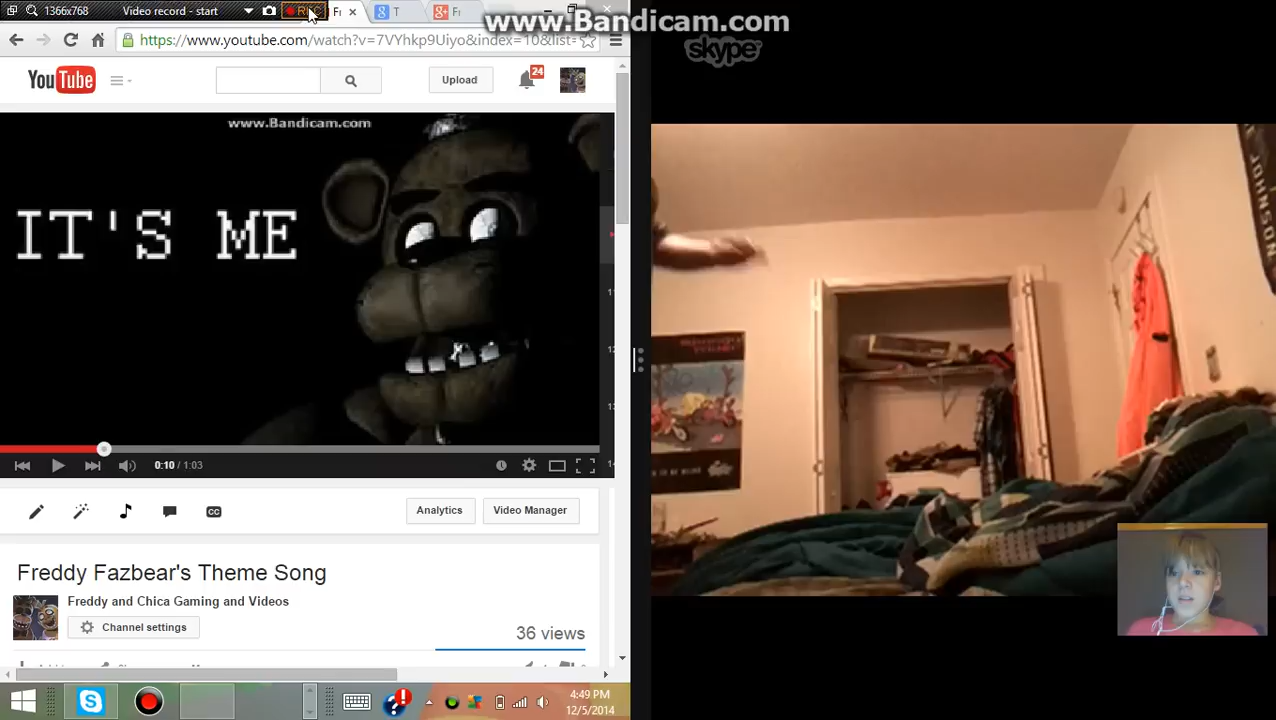 1366x768 Video record - start REC
www.Bandicam.com
https://www.youtube.com/watch?v=7VYhkp9Uiyo&index=10&list=
skype
YouTube
Upload
24
www.Bandicam.com
IT'S ME
0:10 / 1:03
CC
Analytics
Video Manager
Freddy Fazbear's Theme Song
Freddy and Chica Gaming and Videos
Channel settings
36 views
JOHNSON
4:49 PM
12/5/2014